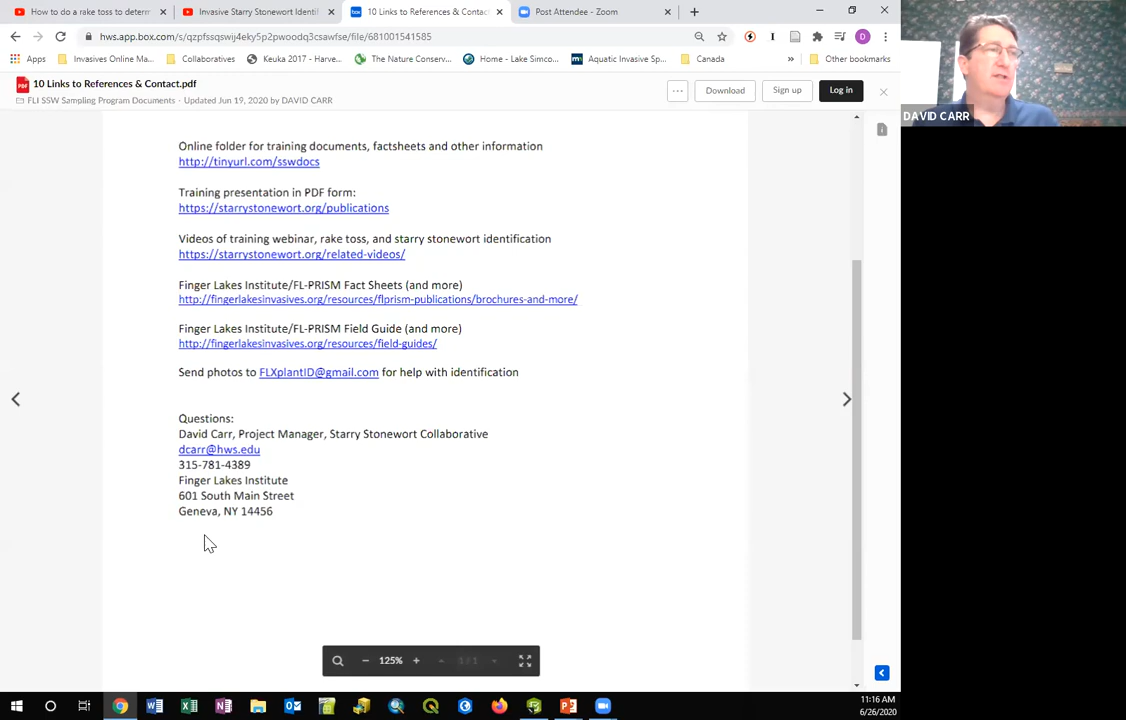 How to do a rake toss to determ
Invasive Starry Stonewort Identif
10 Links to References & Contac
Post Attendee - Zoom
hws.app.box.com/s/qzpfssqswij4eky5p2pwoodq3csawfse/file/681001541585
Apps
Invasives Online Ma...
Collaboratives
Keuka 2017 - Harve...
The Nature Conserv...
Home - Lake Simco...
Aquatic Invasive Sp...
Canada
»
Other bookmarks
10 Links to References & Contact.pdf
FLI SSW Sampling Program Documents · Updated Jun 19, 2020 by DAVID CARR
Download
Sign up
Log in
DAVID CARR
Online folder for training documents, factsheets and other information
http://tinyurl.com/sswdocs
Training presentation in PDF form:
https://starrystonewort.org/publications
Videos of training webinar, rake toss, and starry stonewort identification
https://starrystonewort.org/related-videos/
Finger Lakes Institute/FL-PRISM Fact Sheets (and more)
http://fingerlakesinvasives.org/resources/flprism-publications/brochures-and-more/
Finger Lakes Institute/FL-PRISM Field Guide (and more)
http://fingerlakesinvasives.org/resources/field-guides/
Send photos to FLXplantID@gmail.com for help with identification
Questions:
David Carr, Project Manager, Starry Stonewort Collaborative
dcarr@hws.edu
315-781-4389
Finger Lakes Institute
601 South Main Street
Geneva, NY 14456
125%
1 / 1
11:16 AM
6/26/2020